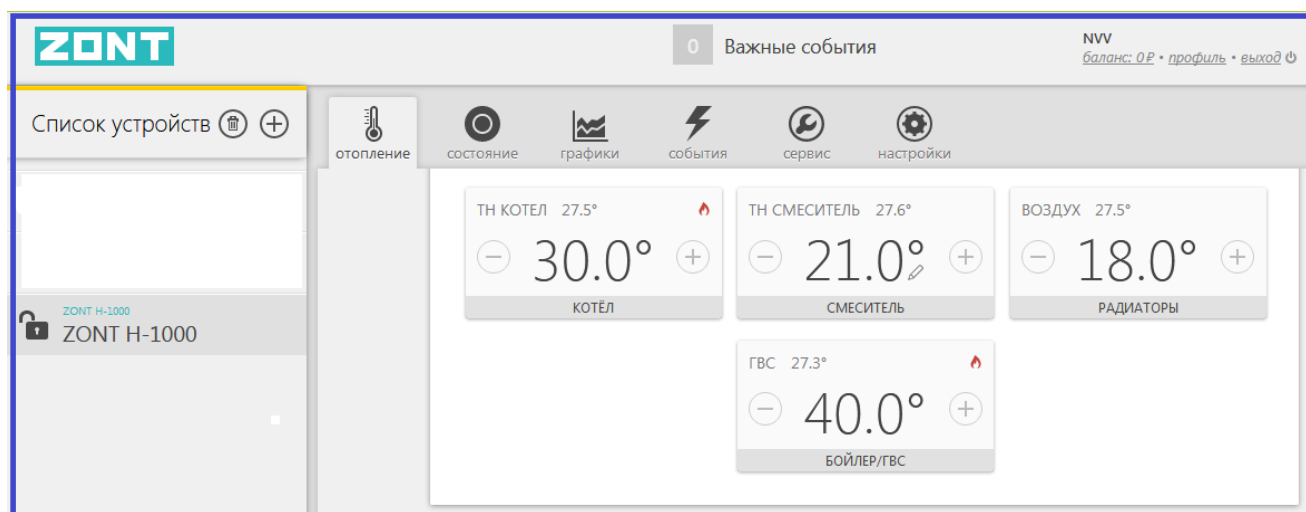 ZONT
0 Важные события
NVV
баланс: 0 ₽ • профиль • выход
Список устройств
отопление
состояние
графики
события
сервис
настройки
ТН КОТЕЛ 27.5°
30.0°
КОТЁЛ
ТН СМЕСИТЕЛЬ 27.6°
21.0°
СМЕСИТЕЛЬ
ВОЗДУХ 27.5°
18.0°
РАДИАТОРЫ
ZONT H-1000
ZONT H-1000
ГВС 27.3°
40.0°
БОЙЛЕР/ГВС